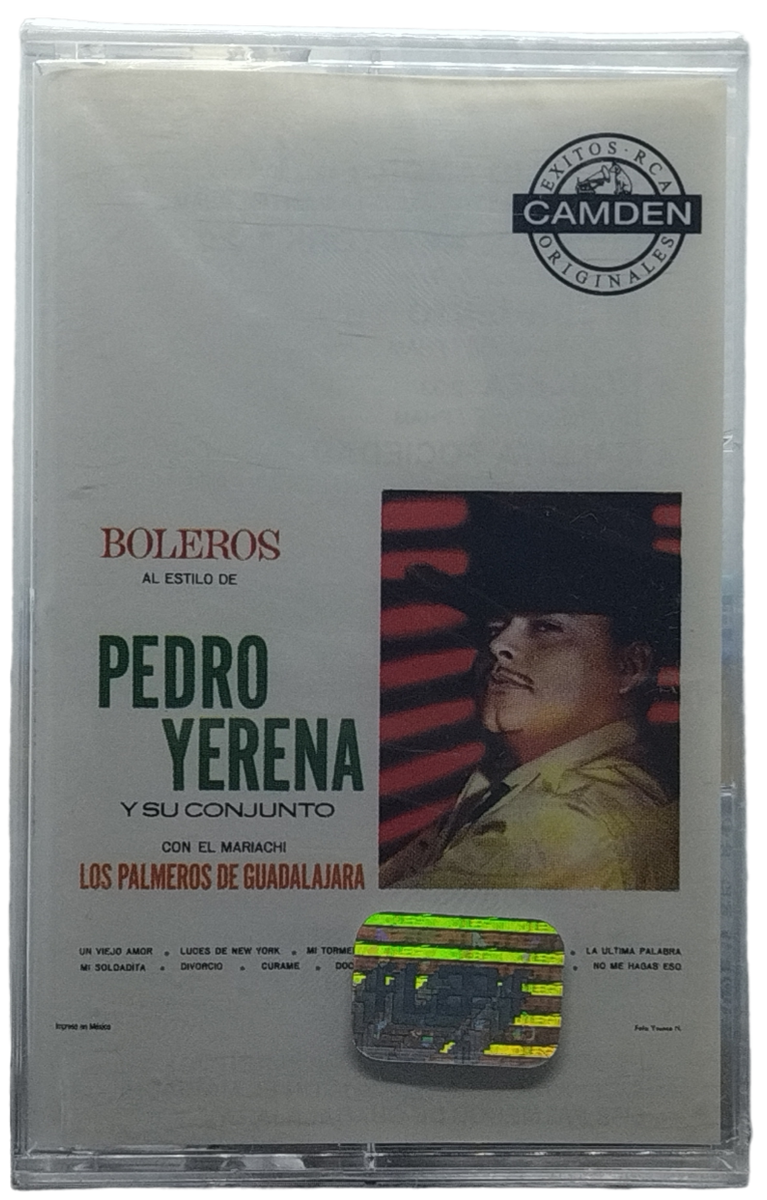 EXITOS · RCA
CAMDEN
ORIGINALES
BOLEROS
AL ESTILO DE
PEDRO
YERENA
Y SU CONJUNTO
CON EL MARIACHI
LOS PALMEROS DE GUADALAJARA
UN VIEJO AMOR • LUCES DE NEW YORK • MI • LA ULTIMA PALABRA
MI SOLDADITA • DIVORCIO • CURAME • • NO ME HAGAS ESO
Impreso en México
Foto